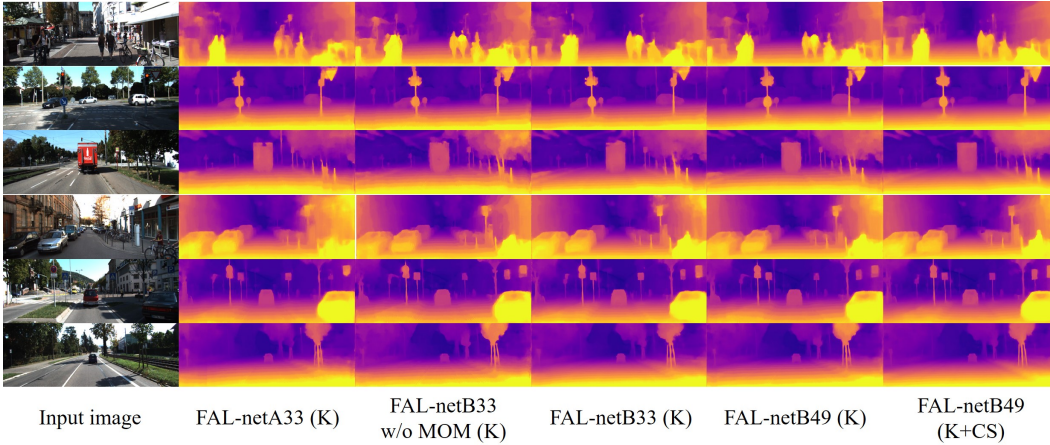 Input image
FAL-netA33 (K)
FAL-netB33
w/o MOM (K)
FAL-netB33 (K)
FAL-netB49 (K)
FAL-netB49
(K+CS)